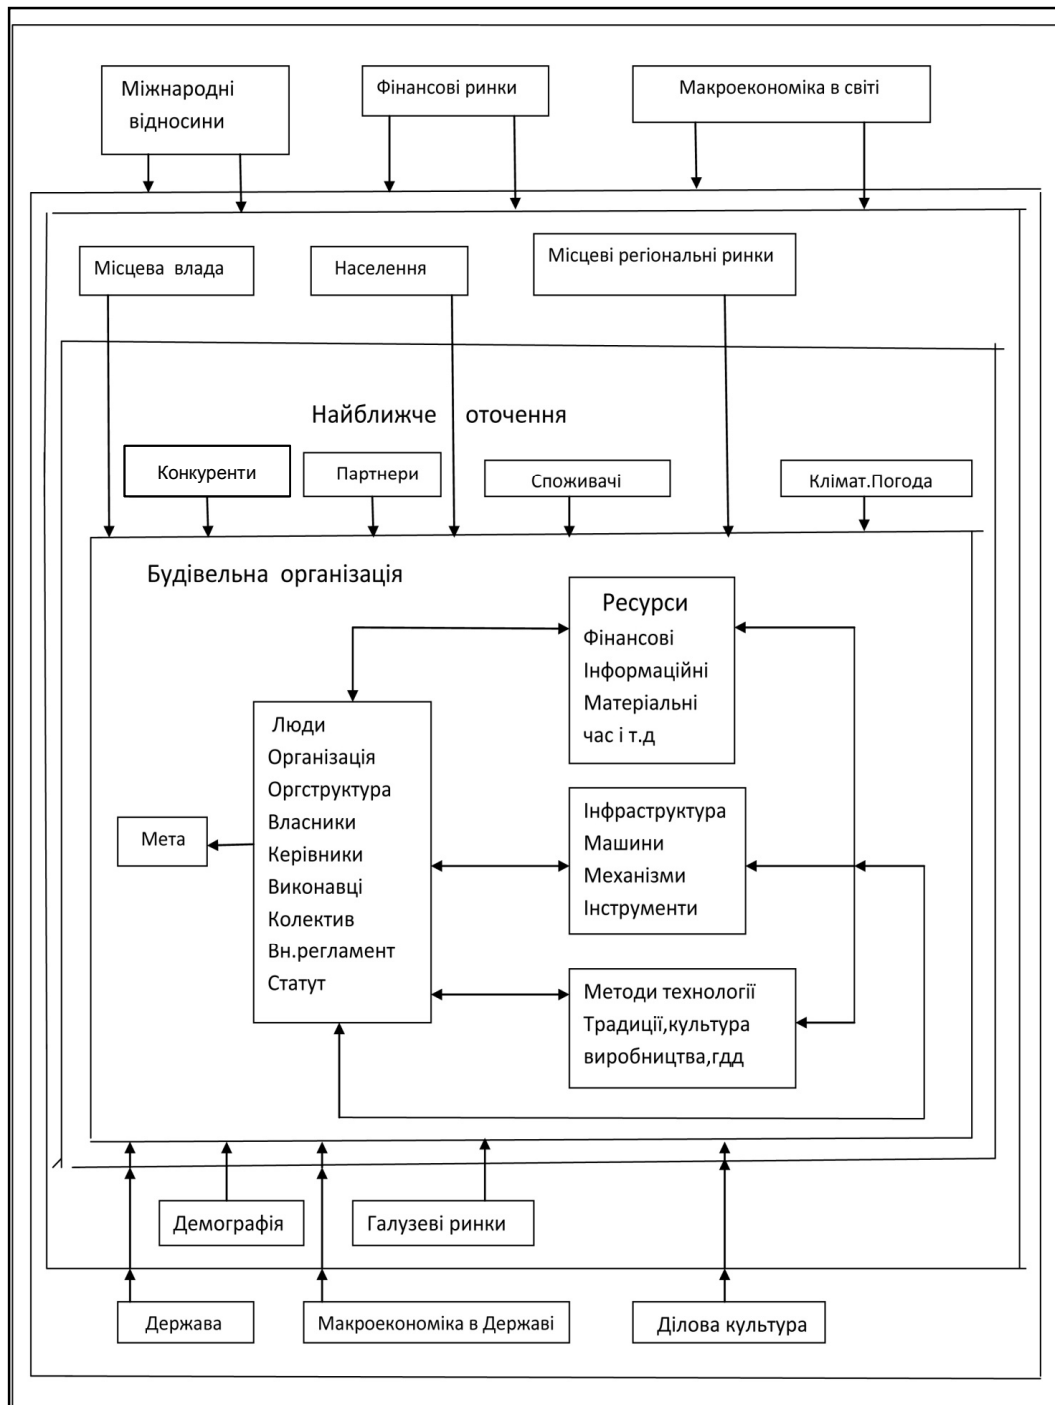 Міжнародні
відносини
Фінансові ринки
Макроекономіка в світі
Місцева влада
Населення
Місцеві регіональні ринки
Найближче оточення
Конкуренти
Партнери
Споживачі
Клімат.Погода
Будівельна організація
Ресурси
Фінансові
Інформаційні
Матеріальні
час і т.д
Люди
Організація
Оргструктура
Власники
Керівники
Виконавці
Колектив
Вн.регламент
Статут
Мета
Інфраструктура
Машини
Механізми
Інструменти
Методи технології
Традиції,культура
виробництва,гдд
Демографія
Галузеві ринки
Держава
Макроекономіка в Державі
Ділова культура